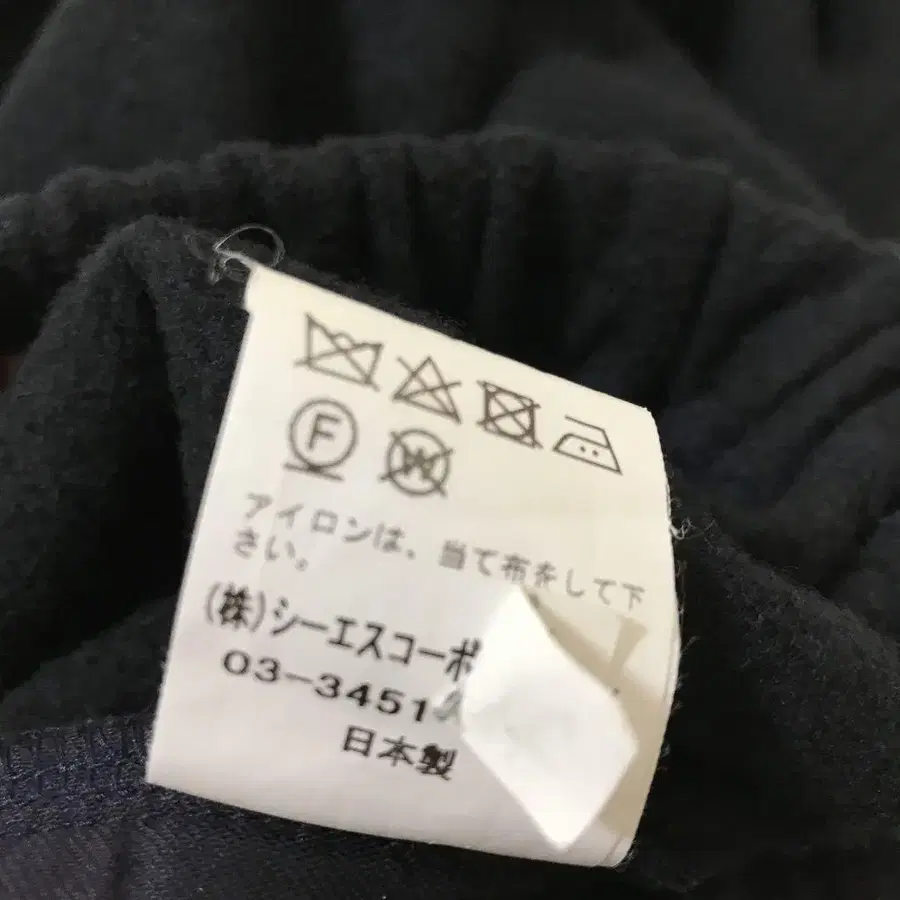 F W
アイロンは、当て布をして下
さい。
(株)シーエスコーポ
03-3451
日本製